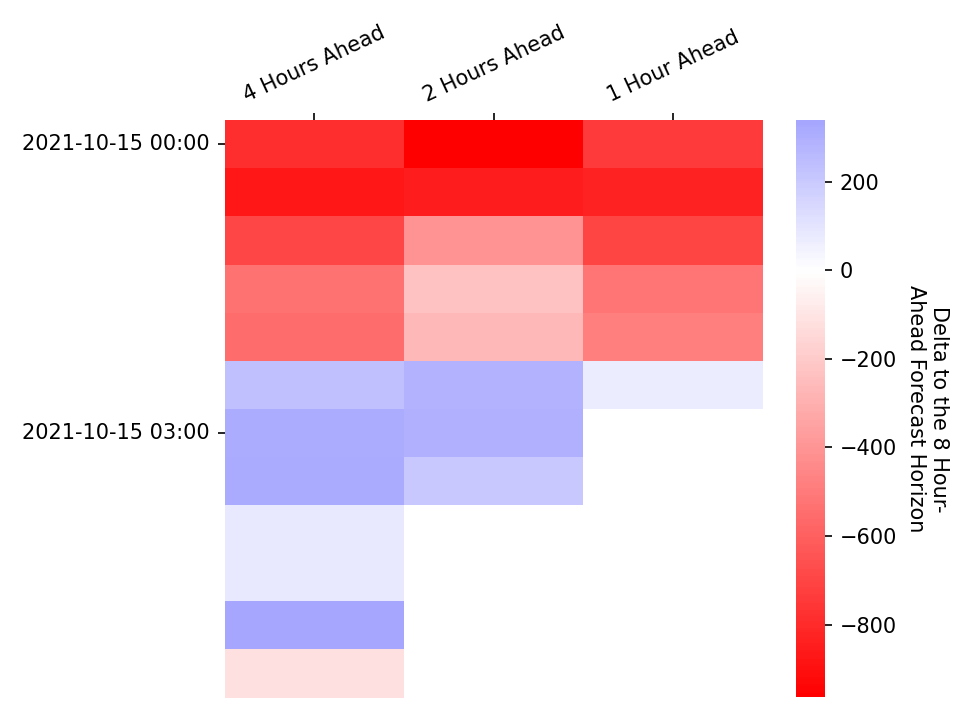 4 Hours Ahead
2 Hours Ahead
1 Hour Ahead
2021-10-15 00:00
2021-10-15 03:00
200
0
−200
−400
−600
−800
Delta to the 8 Hour-
Ahead Forecast Horizon